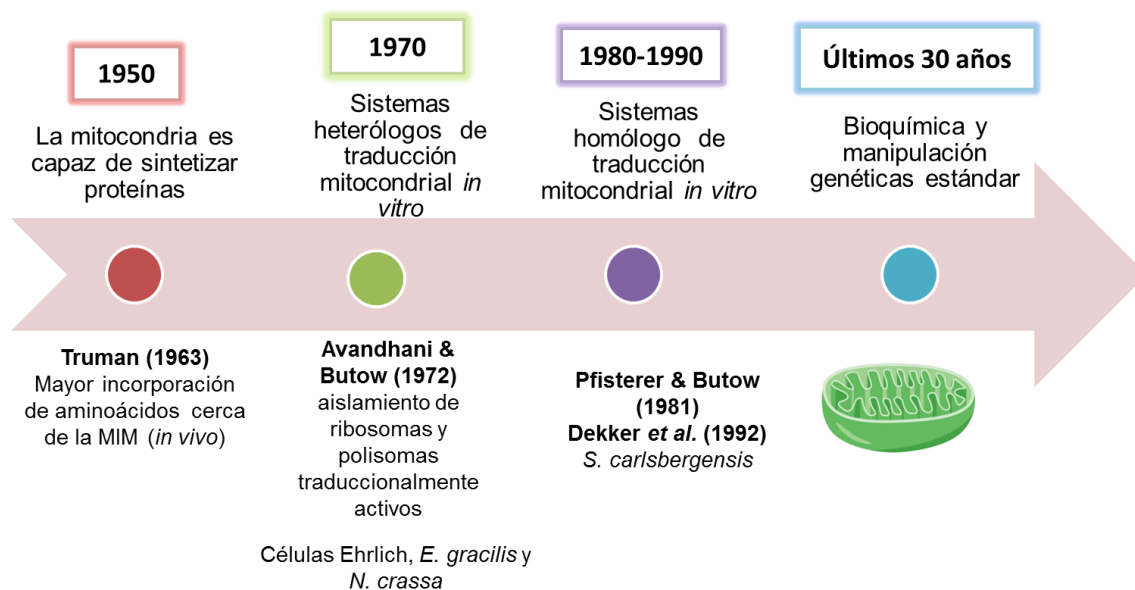 1950
La mitocondria es
capaz de sintetizar
proteínas
1970
Sistemas
heterólogos de
traducción
mitocondrial in
vitro
1980-1990
Sistemas
homólogo de
traducción
mitocondrial in vitro
Últimos 30 años
Bioquímica y
manipulación
genéticas estándar
Truman (1963)
Mayor incorporación
de aminoácidos cerca
de la MIM (in vivo)
Avandhani &
Butow (1972)
aislamiento de
ribosomas y
polisomas
traduccionalmente
activos
Células Ehrlich, E. gracilis y
N. crassa
Pfisterer & Butow
(1981)
Dekker et al. (1992)
S. carlsbergensis